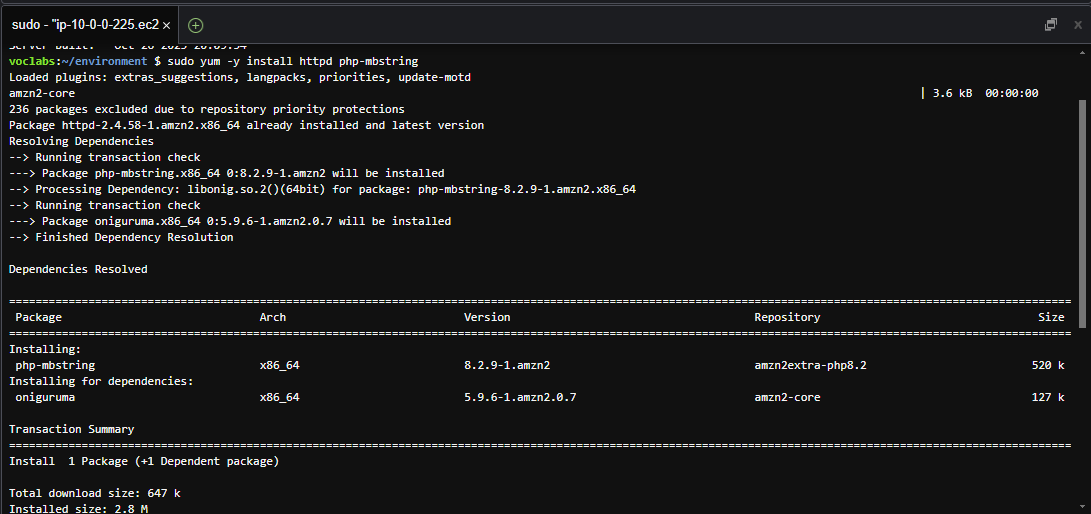 sudo - "ip-10-0-0-225.ec2
Server built: Oct 26 2023 20:05:54
voclabs:~/environment $ sudo yum -y install httpd php-mbstring
Loaded plugins: extras_suggestions, langpacks, priorities, update-motd
amzn2-core | 3.6 kB 00:00:00
236 packages excluded due to repository priority protections
Package httpd-2.4.58-1.amzn2.x86_64 already installed and latest version
Resolving Dependencies
--> Running transaction check
---> Package php-mbstring.x86_64 0:8.2.9-1.amzn2 will be installed
--> Processing Dependency: libonig.so.2()(64bit) for package: php-mbstring-8.2.9-1.amzn2.x86_64
--> Running transaction check
---> Package oniguruma.x86_64 0:5.9.6-1.amzn2.0.7 will be installed
--> Finished Dependency Resolution
Dependencies Resolved
Package Arch Version Repository Size
Installing:
php-mbstring x86_64 8.2.9-1.amzn2 amzn2extra-php8.2 520 k
Installing for dependencies:
oniguruma x86_64 5.9.6-1.amzn2.0.7 amzn2-core 127 k
Transaction Summary
Install 1 Package (+1 Dependent package)
Total download size: 647 k
Installed size: 2.8 M